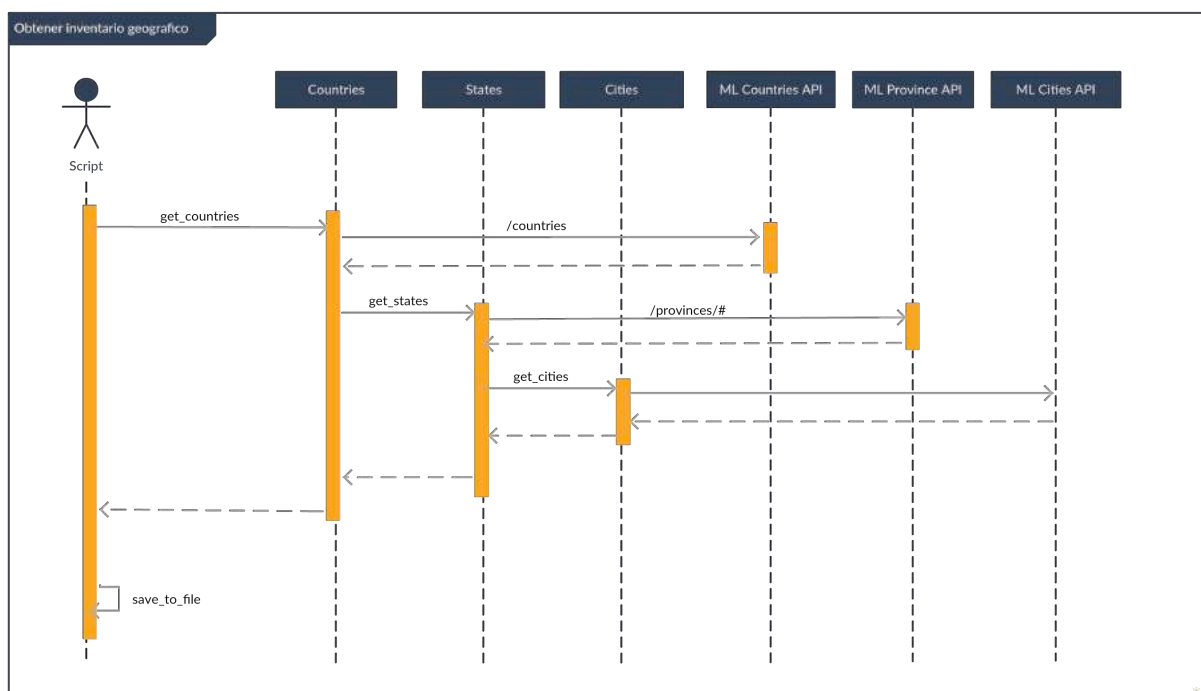 Obtener inventario geografico
Countries
States
Cities
ML Countries API
ML Province API
ML Cities API
Script
get_countries
/countries
get_states
/provinces/#
get_cities
save_to_file